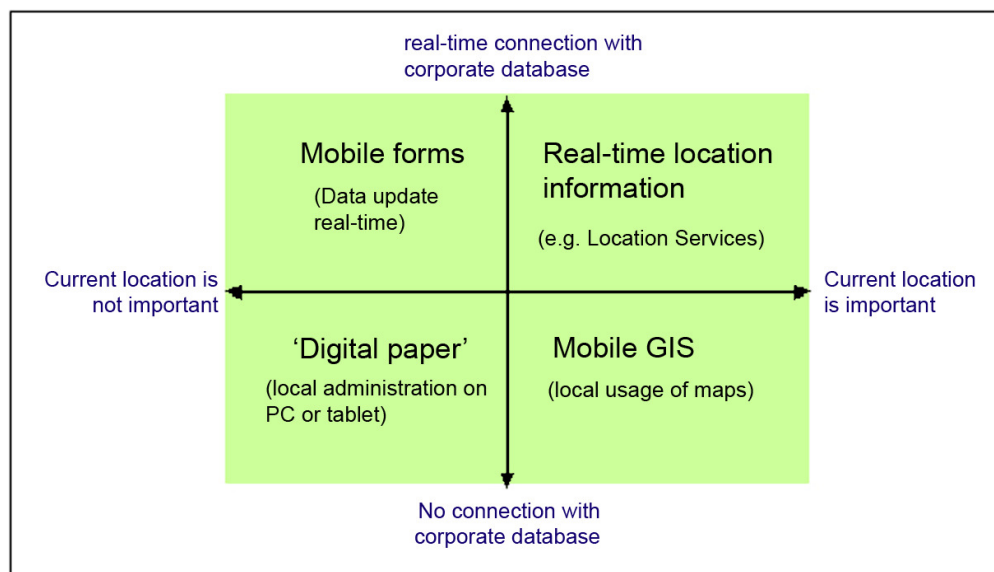 real-time connection with
corporate database
Mobile forms
(Data update
real-time)
Real-time location
information
(e.g. Location Services)
Current location is
not important
Current location
is important
‘Digital paper’
(local administration on
PC or tablet)
Mobile GIS
(local usage of maps)
No connection with
corporate database